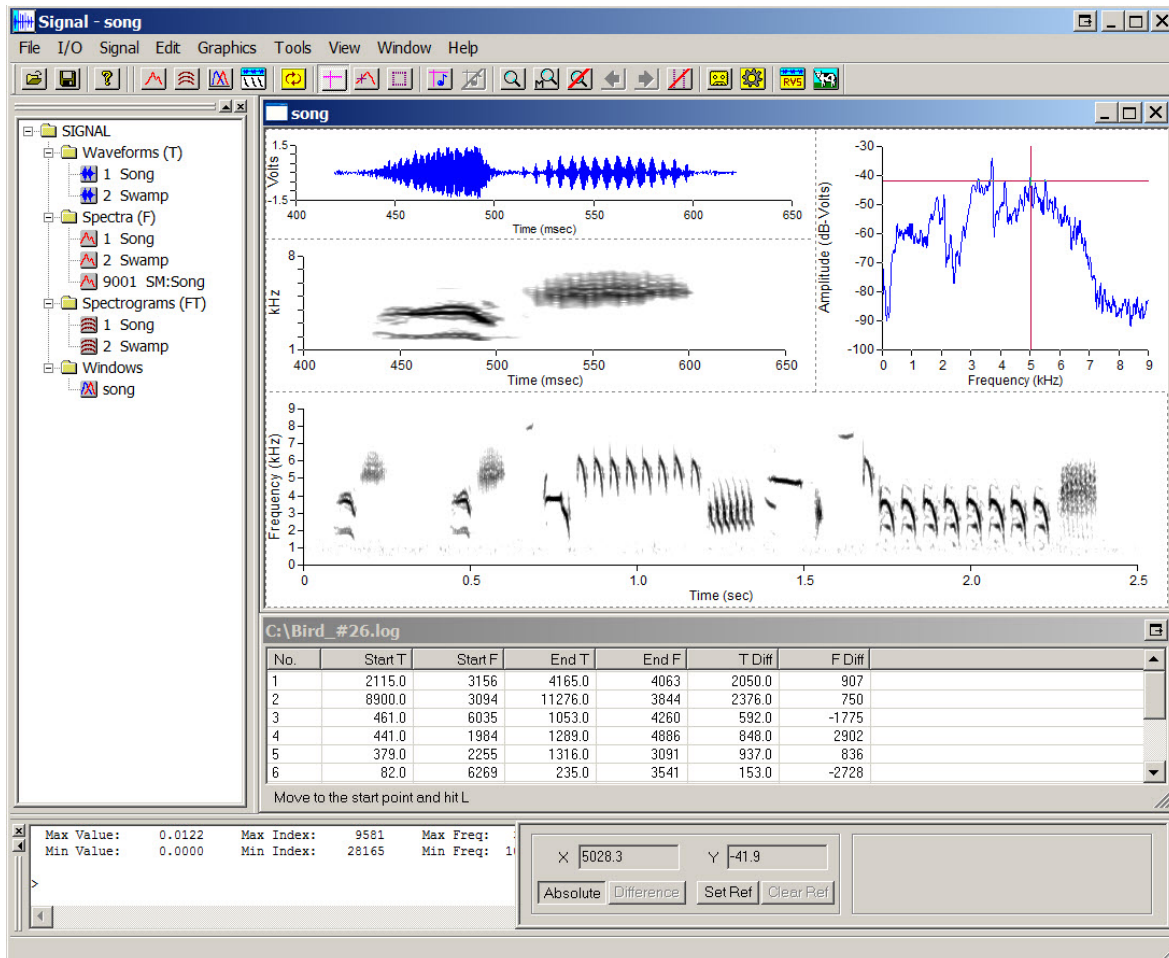 Signal - song
File I/O Signal Edit Graphics Tools View Window Help
RVS
SIGNAL
Waveforms (T)
1 Song
2 Swamp
Spectra (F)
1 Song
2 Swamp
9001 SM:Song
Spectrograms (FT)
1 Song
2 Swamp
Windows
song
song
Volts
1.5
-1.5
400 450 500 550 600 650
Time (msec)
kHz
8
1
400 450 500 550 600 650
Time (msec)
Amplitude (dB-Volts)
-30
-40
-50
-60
-70
-80
-90
-100
0 1 2 3 4 5 6 7 8 9
Frequency (kHz)
Frequency (kHz)
9
8
7
6
5
4
3
2
1
0
0 0.5 1.0 1.5 2.0 2.5
Time (sec)
C:\Bird_#26.log
No. Start T Start F End T End F T Diff F Diff
1 2115.0 3156 4165.0 4063 2050.0 907
2 8900.0 3094 11276.0 3844 2376.0 750
3 461.0 6035 1053.0 4260 592.0 -1775
4 441.0 1984 1289.0 4886 848.0 2902
5 379.0 2255 1316.0 3091 937.0 836
6 82.0 6269 235.0 3541 153.0 -2728
Move to the start point and hit L
Max Value: 0.0122 Max Index: 9581 Max Freq:
Min Value: 0.0000 Min Index: 28165 Min Freq:
>
X 5028.3 Y -41.9
Absolute Difference Set Ref Clear Ref